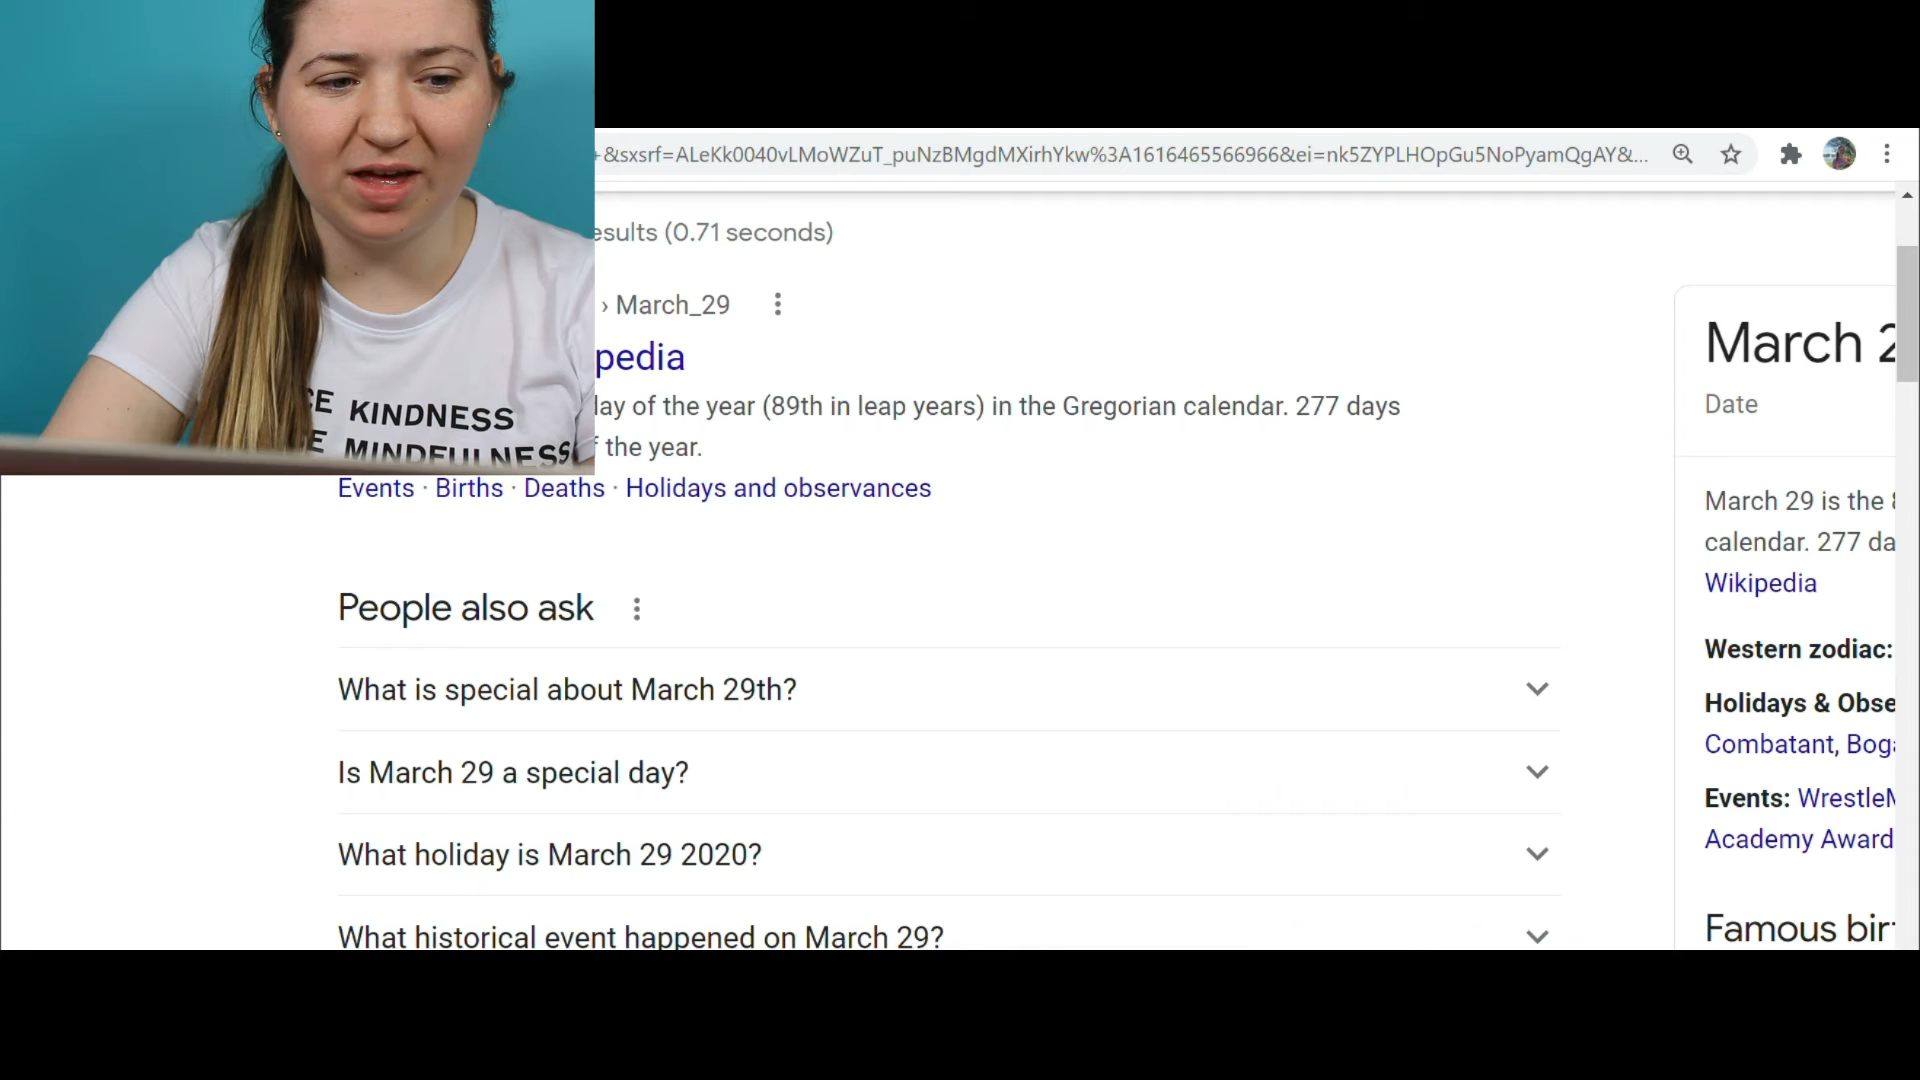 &sxsrf=ALeKk0040vLMoWZuT_puNzBMgdMXirhYkw%3A1616465566966&ei=nk5ZYPLHOpGu5NoPyamQgAY&...
esults (0.71 seconds)
› March_29
pedia
lay of the year (89th in leap years) in the Gregorian calendar. 277 days
the year.
Events · Births · Deaths · Holidays and observances
People also ask
What is special about March 29th?
Is March 29 a special day?
What holiday is March 29 2020?
What historical event happened on March 29?
KINDNESS
MINDFULNESS
March 2
Date
March 29 is the
calendar. 277 da
Wikipedia
Western zodiac:
Holidays & Obse
Combatant, Boga
Events: WrestleM
Academy Award
Famous bir